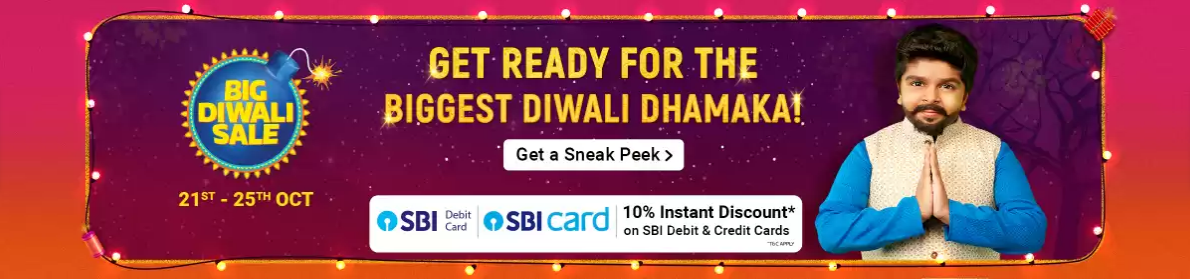 BIG
DIWALI
SALE
21ST - 25TH OCT
GET READY FOR THE
BIGGEST DIWALI DHAMAKA!
Get a Sneak Peek >
SBI Debit Card
SBI card
10% Instant Discount*
on SBI Debit & Credit Cards
*T&C APPLY